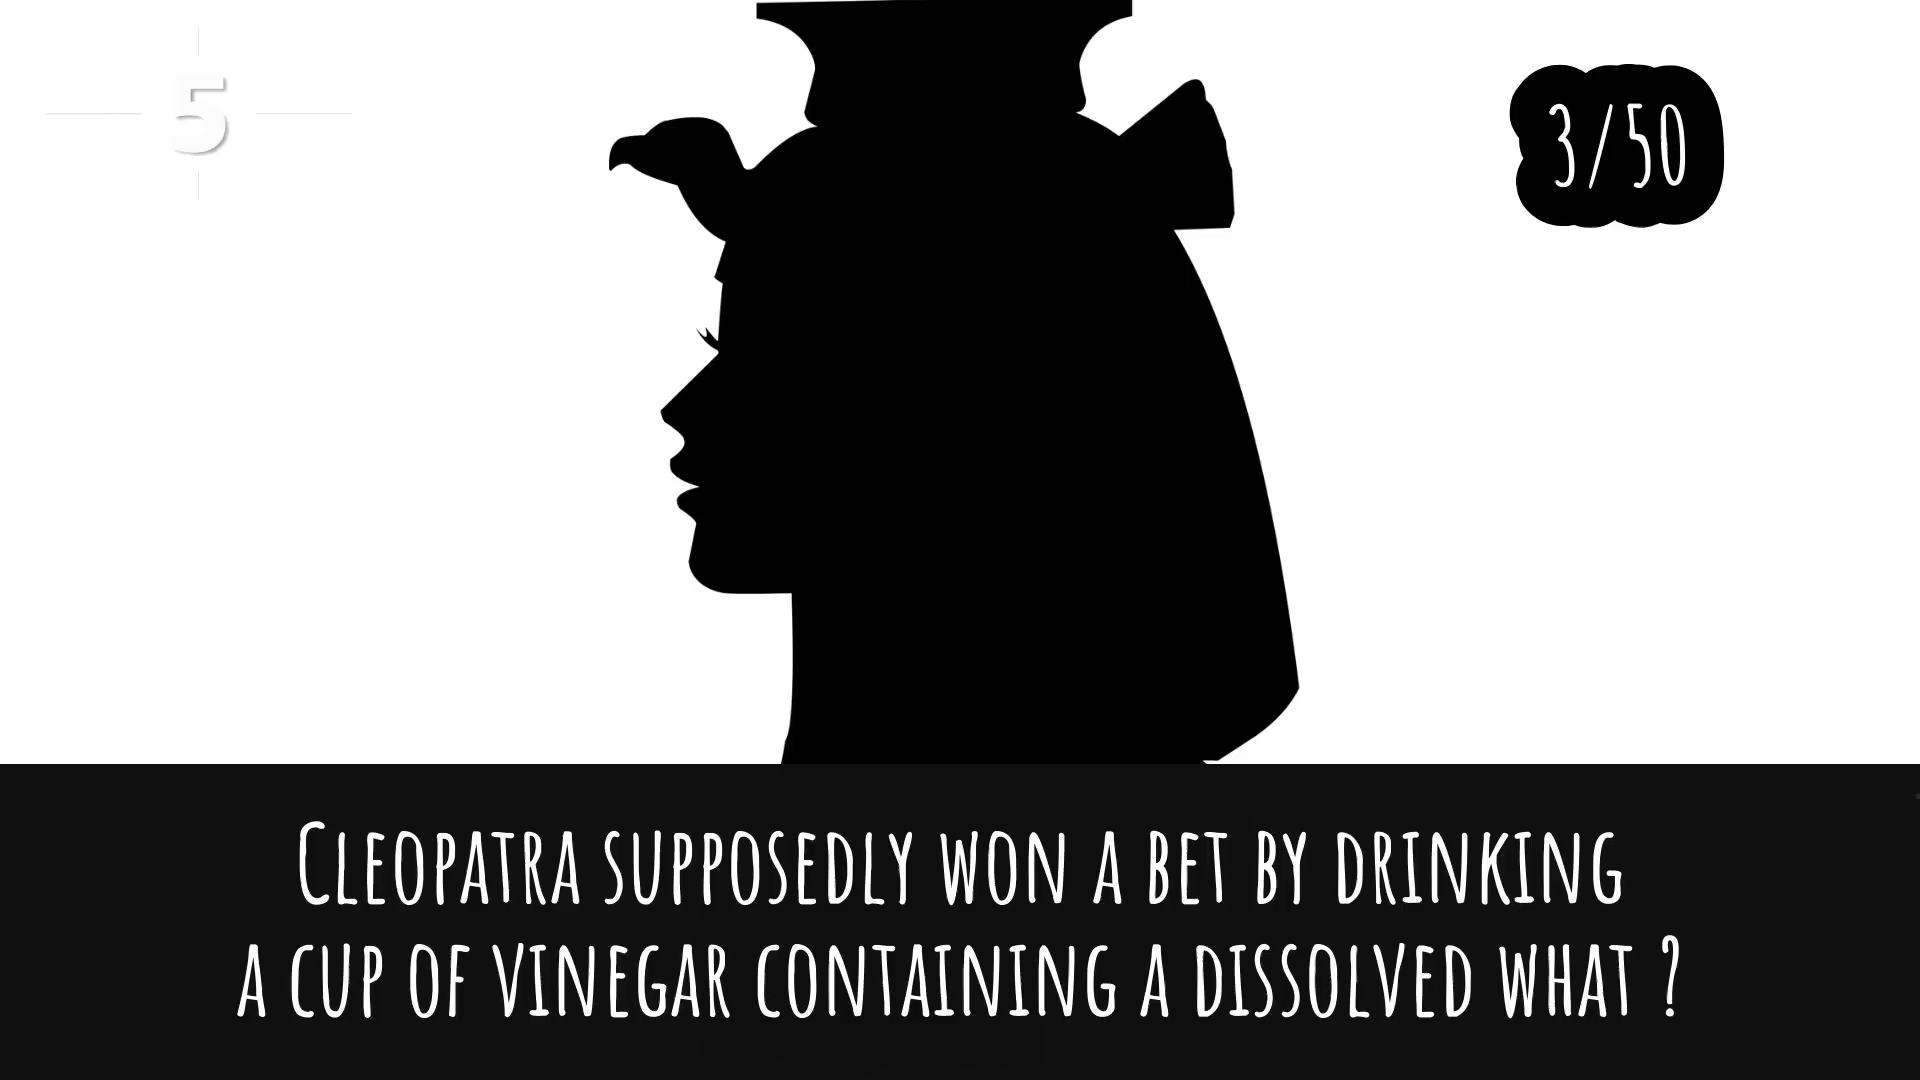 5
3/50
Cleopatra supposedly won a bet by drinking
a cup of vinegar containing a dissolved what ?